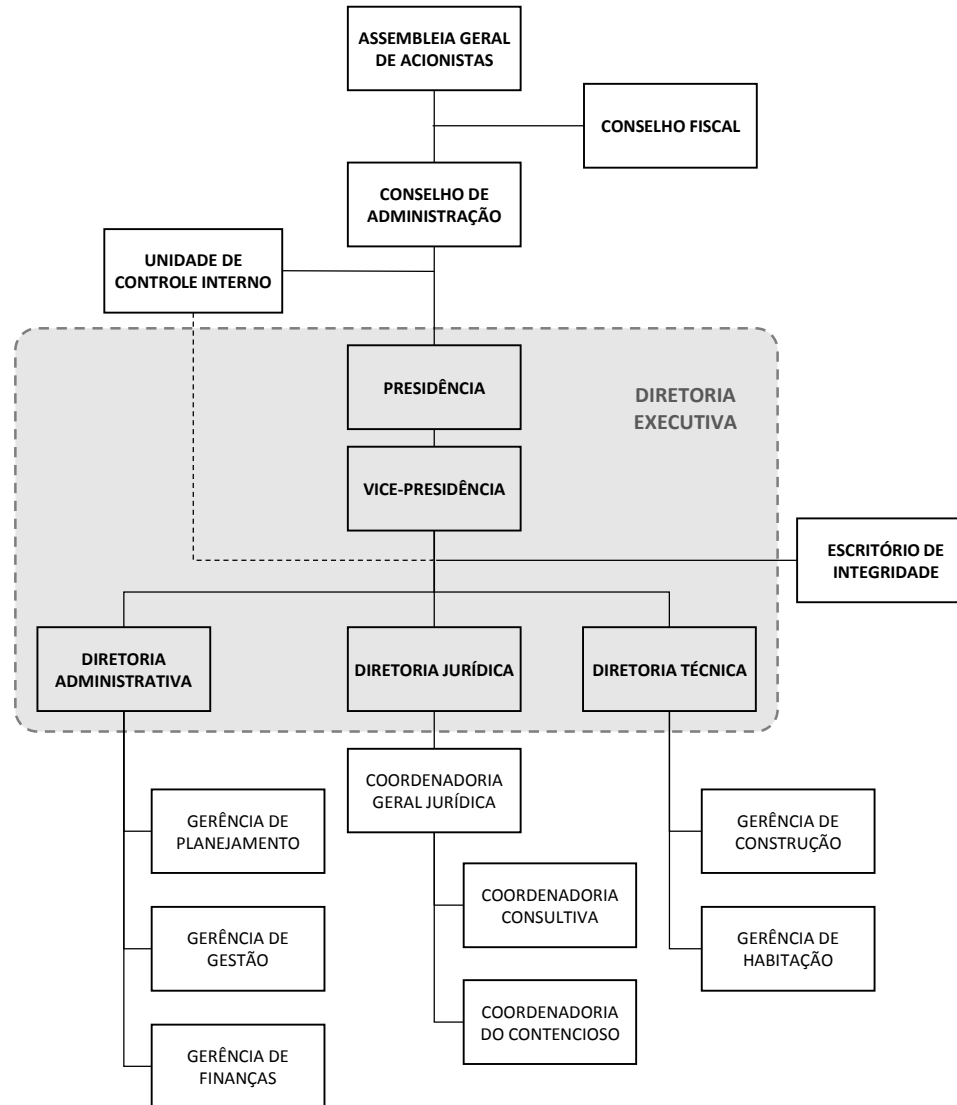 ASSEMBLEIA GERAL
DE ACIONISTAS
CONSELHO FISCAL
CONSELHO DE
ADMINISTRAÇÃO
UNIDADE DE
CONTROLE INTERNO
PRESIDÊNCIA
DIRETORIA
EXECUTIVA
VICE-PRESIDÊNCIA
ESCRITÓRIO DE
INTEGRIDADE
DIRETORIA
ADMINISTRATIVA
DIRETORIA JURÍDICA
DIRETORIA TÉCNICA
COORDENADORIA
GERAL JURÍDICA
GERÊNCIA DE
PLANEJAMENTO
GERÊNCIA DE
CONSTRUÇÃO
COORDENADORIA
CONSULTIVA
GERÊNCIA DE
GESTÃO
GERÊNCIA DE
HABITAÇÃO
COORDENADORIA
DO CONTENCIOSO
GERÊNCIA DE
FINANÇAS